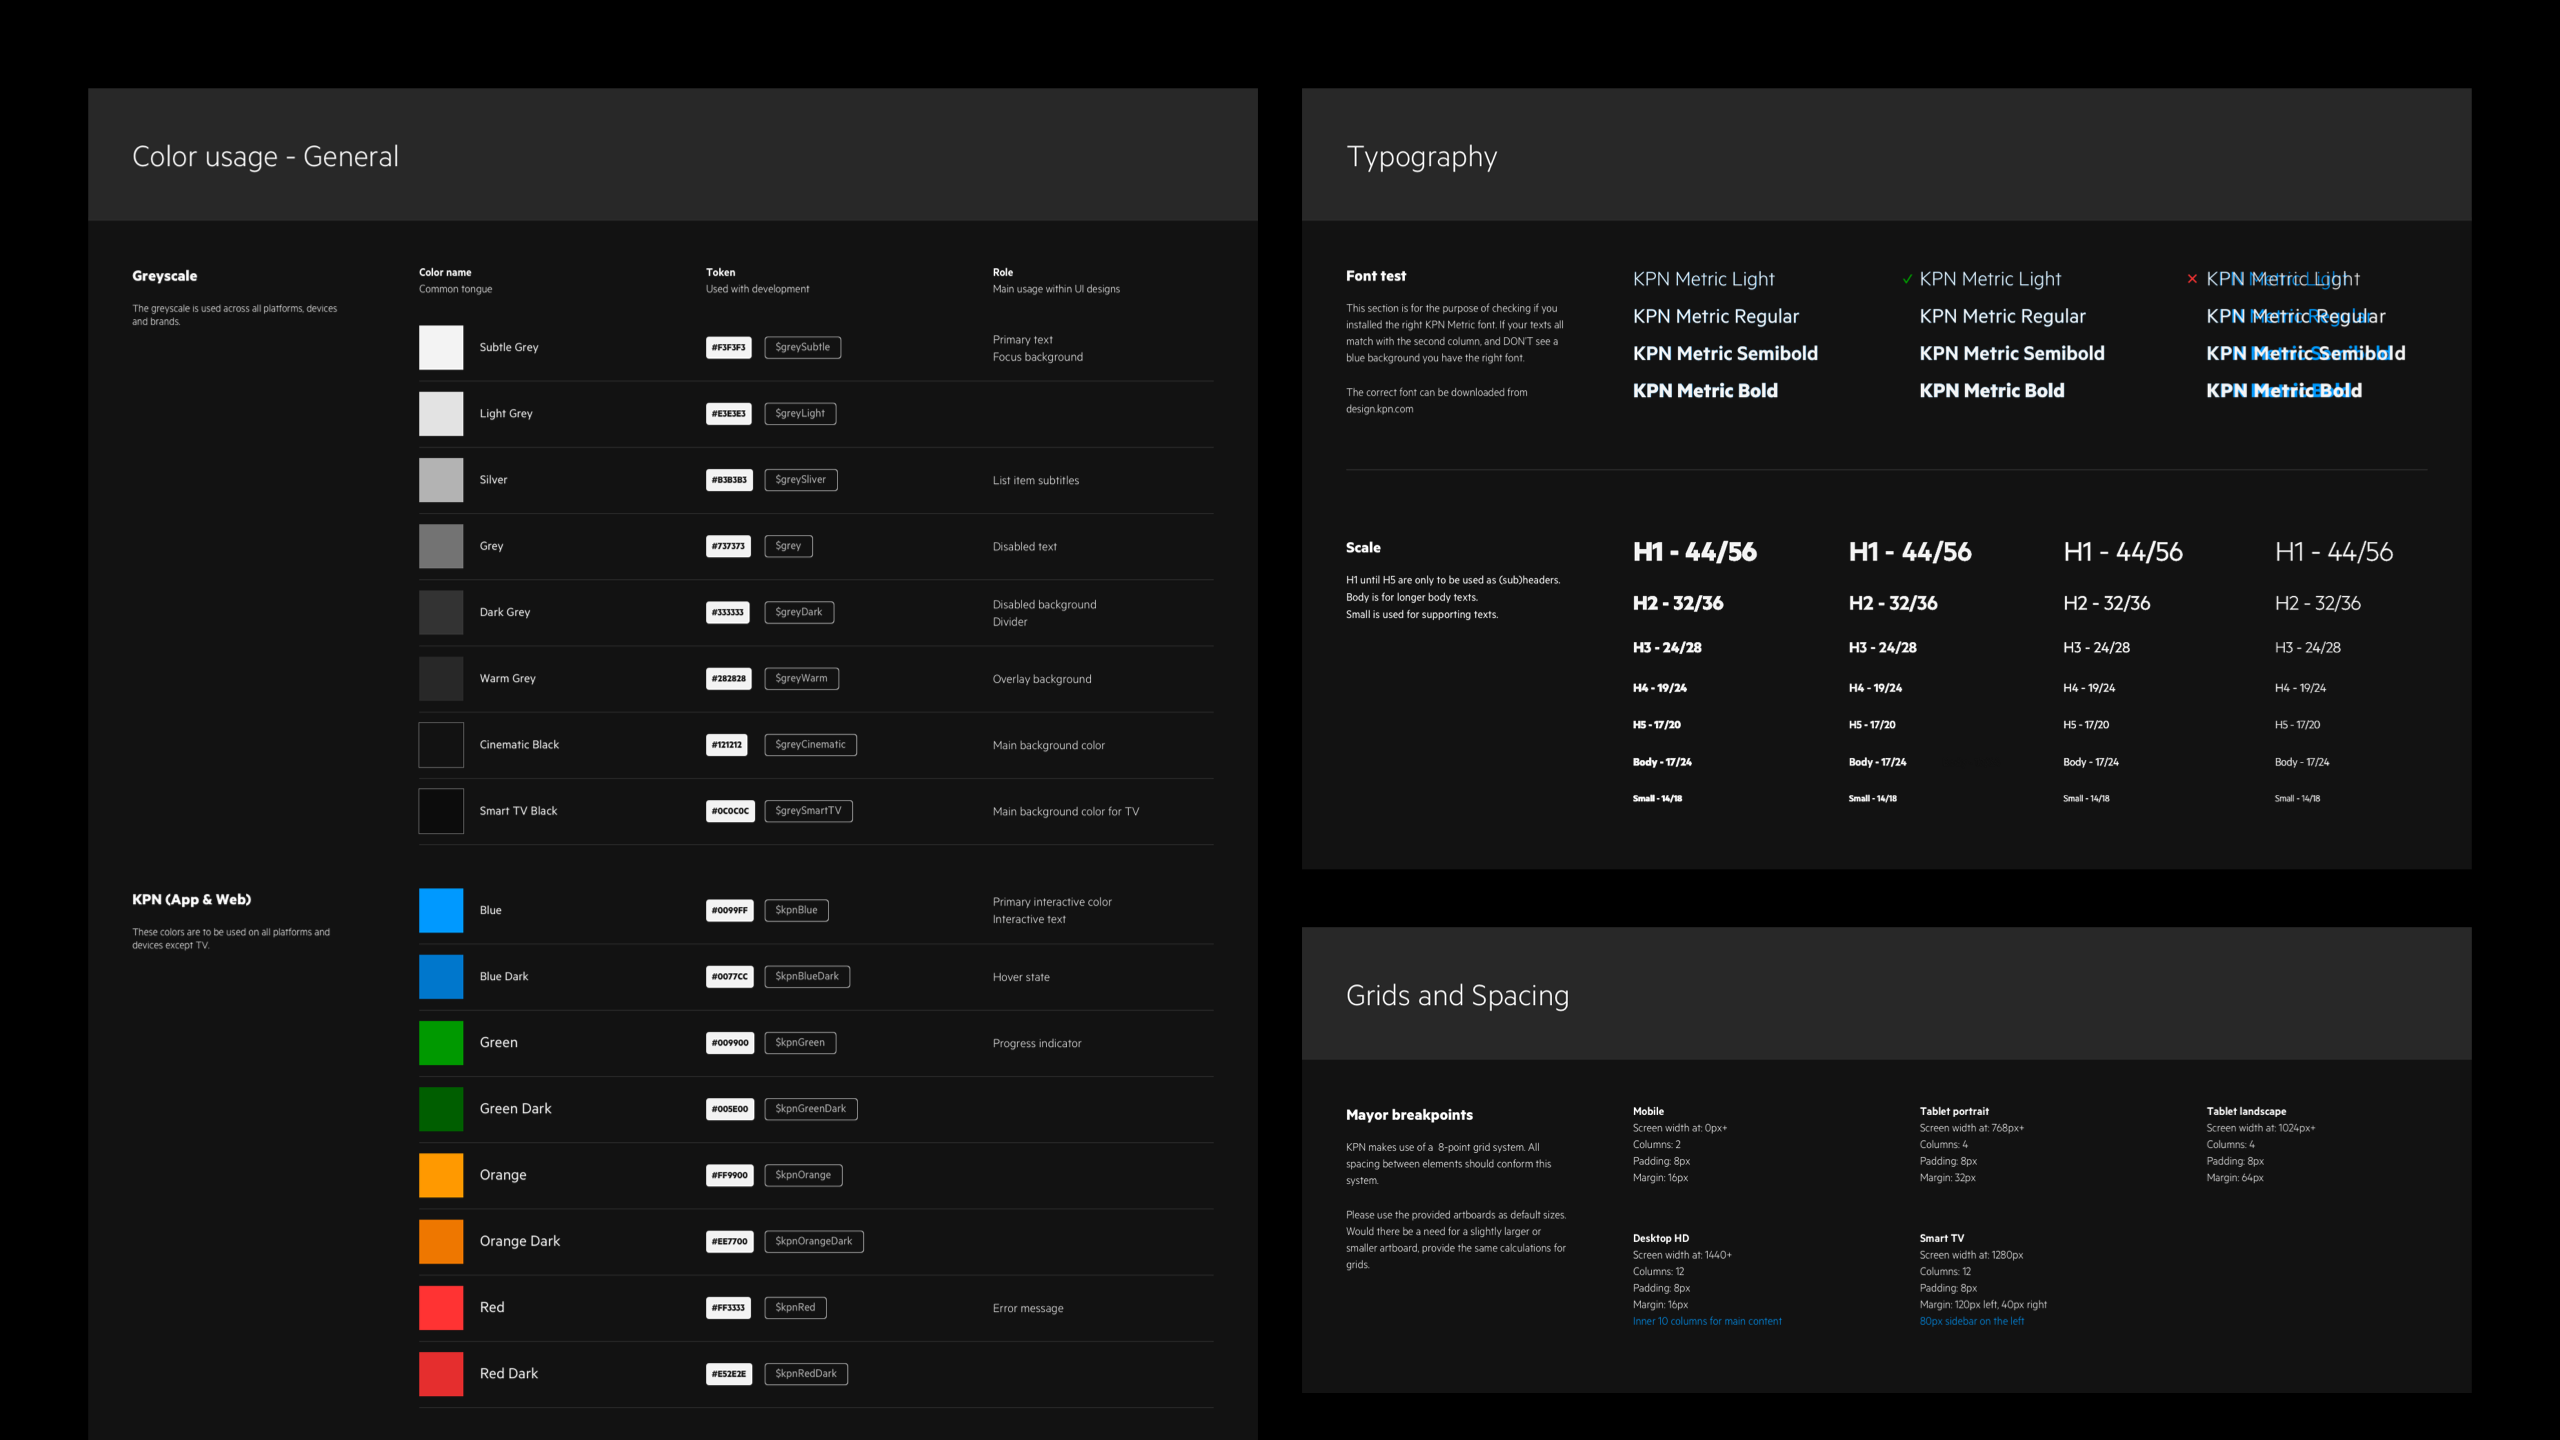 Color usage - General
Greyscale
The greyscale is used across all platforms, devices
and brands.
Color name
Common tongue
Token
Used with development
Role
Main usage within UI designs
Subtle Grey
#F3F3F3
$greySubtle
Primary text
Focus background
Light Grey
#E3E3E3
$greyLight
Silver
#B3B3B3
$greySliver
List item subtitles
Grey
#737373
$grey
Disabled text
Dark Grey
#333333
$greyDark
Disabled background
Divider
Warm Grey
#282828
$greyWarm
Overlay background
Cinematic Black
#121212
$greyCinematic
Main background color
Smart TV Black
#0C0C0C
$greySmartTV
Main background color for TV
KPN (App & Web)
These colors are to be used on all platforms and
devices except TV.
Blue
#0099FF
$kpnBlue
Primary interactive color
Interactive text
Blue Dark
#0077CC
$kpnBlueDark
Hover state
Green
#009900
$kpnGreen
Progress indicator
Green Dark
#005E00
$kpnGreenDark
Orange
#FF9900
$kpnOrange
Orange Dark
#EE7700
$kpnOrangeDark
Red
#FF3333
$kpnRed
Error message
Red Dark
#E52E2E
$kpnRedDark
Typography
Font test
This section is for the purpose of checking if you
installed the right KPN Metric font. If your texts all
match with the second column, and DON'T see a
blue background you have the right font.
The correct font can be downloaded from
design.kpn.com
KPN Metric Light
KPN Metric Regular
KPN Metric Semibold
KPN Metric Bold
✓ KPN Metric Light
KPN Metric Regular
KPN Metric Semibold
KPN Metric Bold
✕ KPN Metric Light
KPN Metric Regular
KPN Metric Semibold
KPN Metric Bold
Scale
H1 until H5 are only to be used as (sub)headers.
Body is for longer body texts.
Small is used for supporting texts.
H1 - 44/56 H1 - 44/56 H1 - 44/56 H1 - 44/56
H2 - 32/36 H2 - 32/36 H2 - 32/36 H2 - 32/36
H3 - 24/28 H3 - 24/28 H3 - 24/28 H3 - 24/28
H4 - 19/24 H4 - 19/24 H4 - 19/24 H4 - 19/24
H5 - 17/20 H5 - 17/20 H5 - 17/20 H5 - 17/20
Body - 17/24 Body - 17/24 Body - 17/24 Body - 17/24
Small - 14/18 Small - 14/18 Small - 14/18 Small - 14/18
Grids and Spacing
Mayor breakpoints
KPN makes use of a 8-point grid system. All
spacing between elements should conform this
system.
Please use the provided artboards as default sizes.
Would there be a need for a slightly larger or
smaller artboard, provide the same calculations for
grids.
Mobile
Screen width at: 0px+
Columns: 2
Padding: 8px
Margin: 16px
Tablet portrait
Screen width at: 768px+
Columns: 4
Padding: 8px
Margin: 32px
Tablet landscape
Screen width at: 1024px+
Columns: 4
Padding: 8px
Margin: 64px
Desktop HD
Screen width at: 1440+
Columns: 12
Padding: 8px
Margin: 16px
Inner 10 columns for main content
Smart TV
Screen width at: 1280px
Columns: 12
Padding: 8px
Margin: 120px left, 40px right
80px sidebar on the left